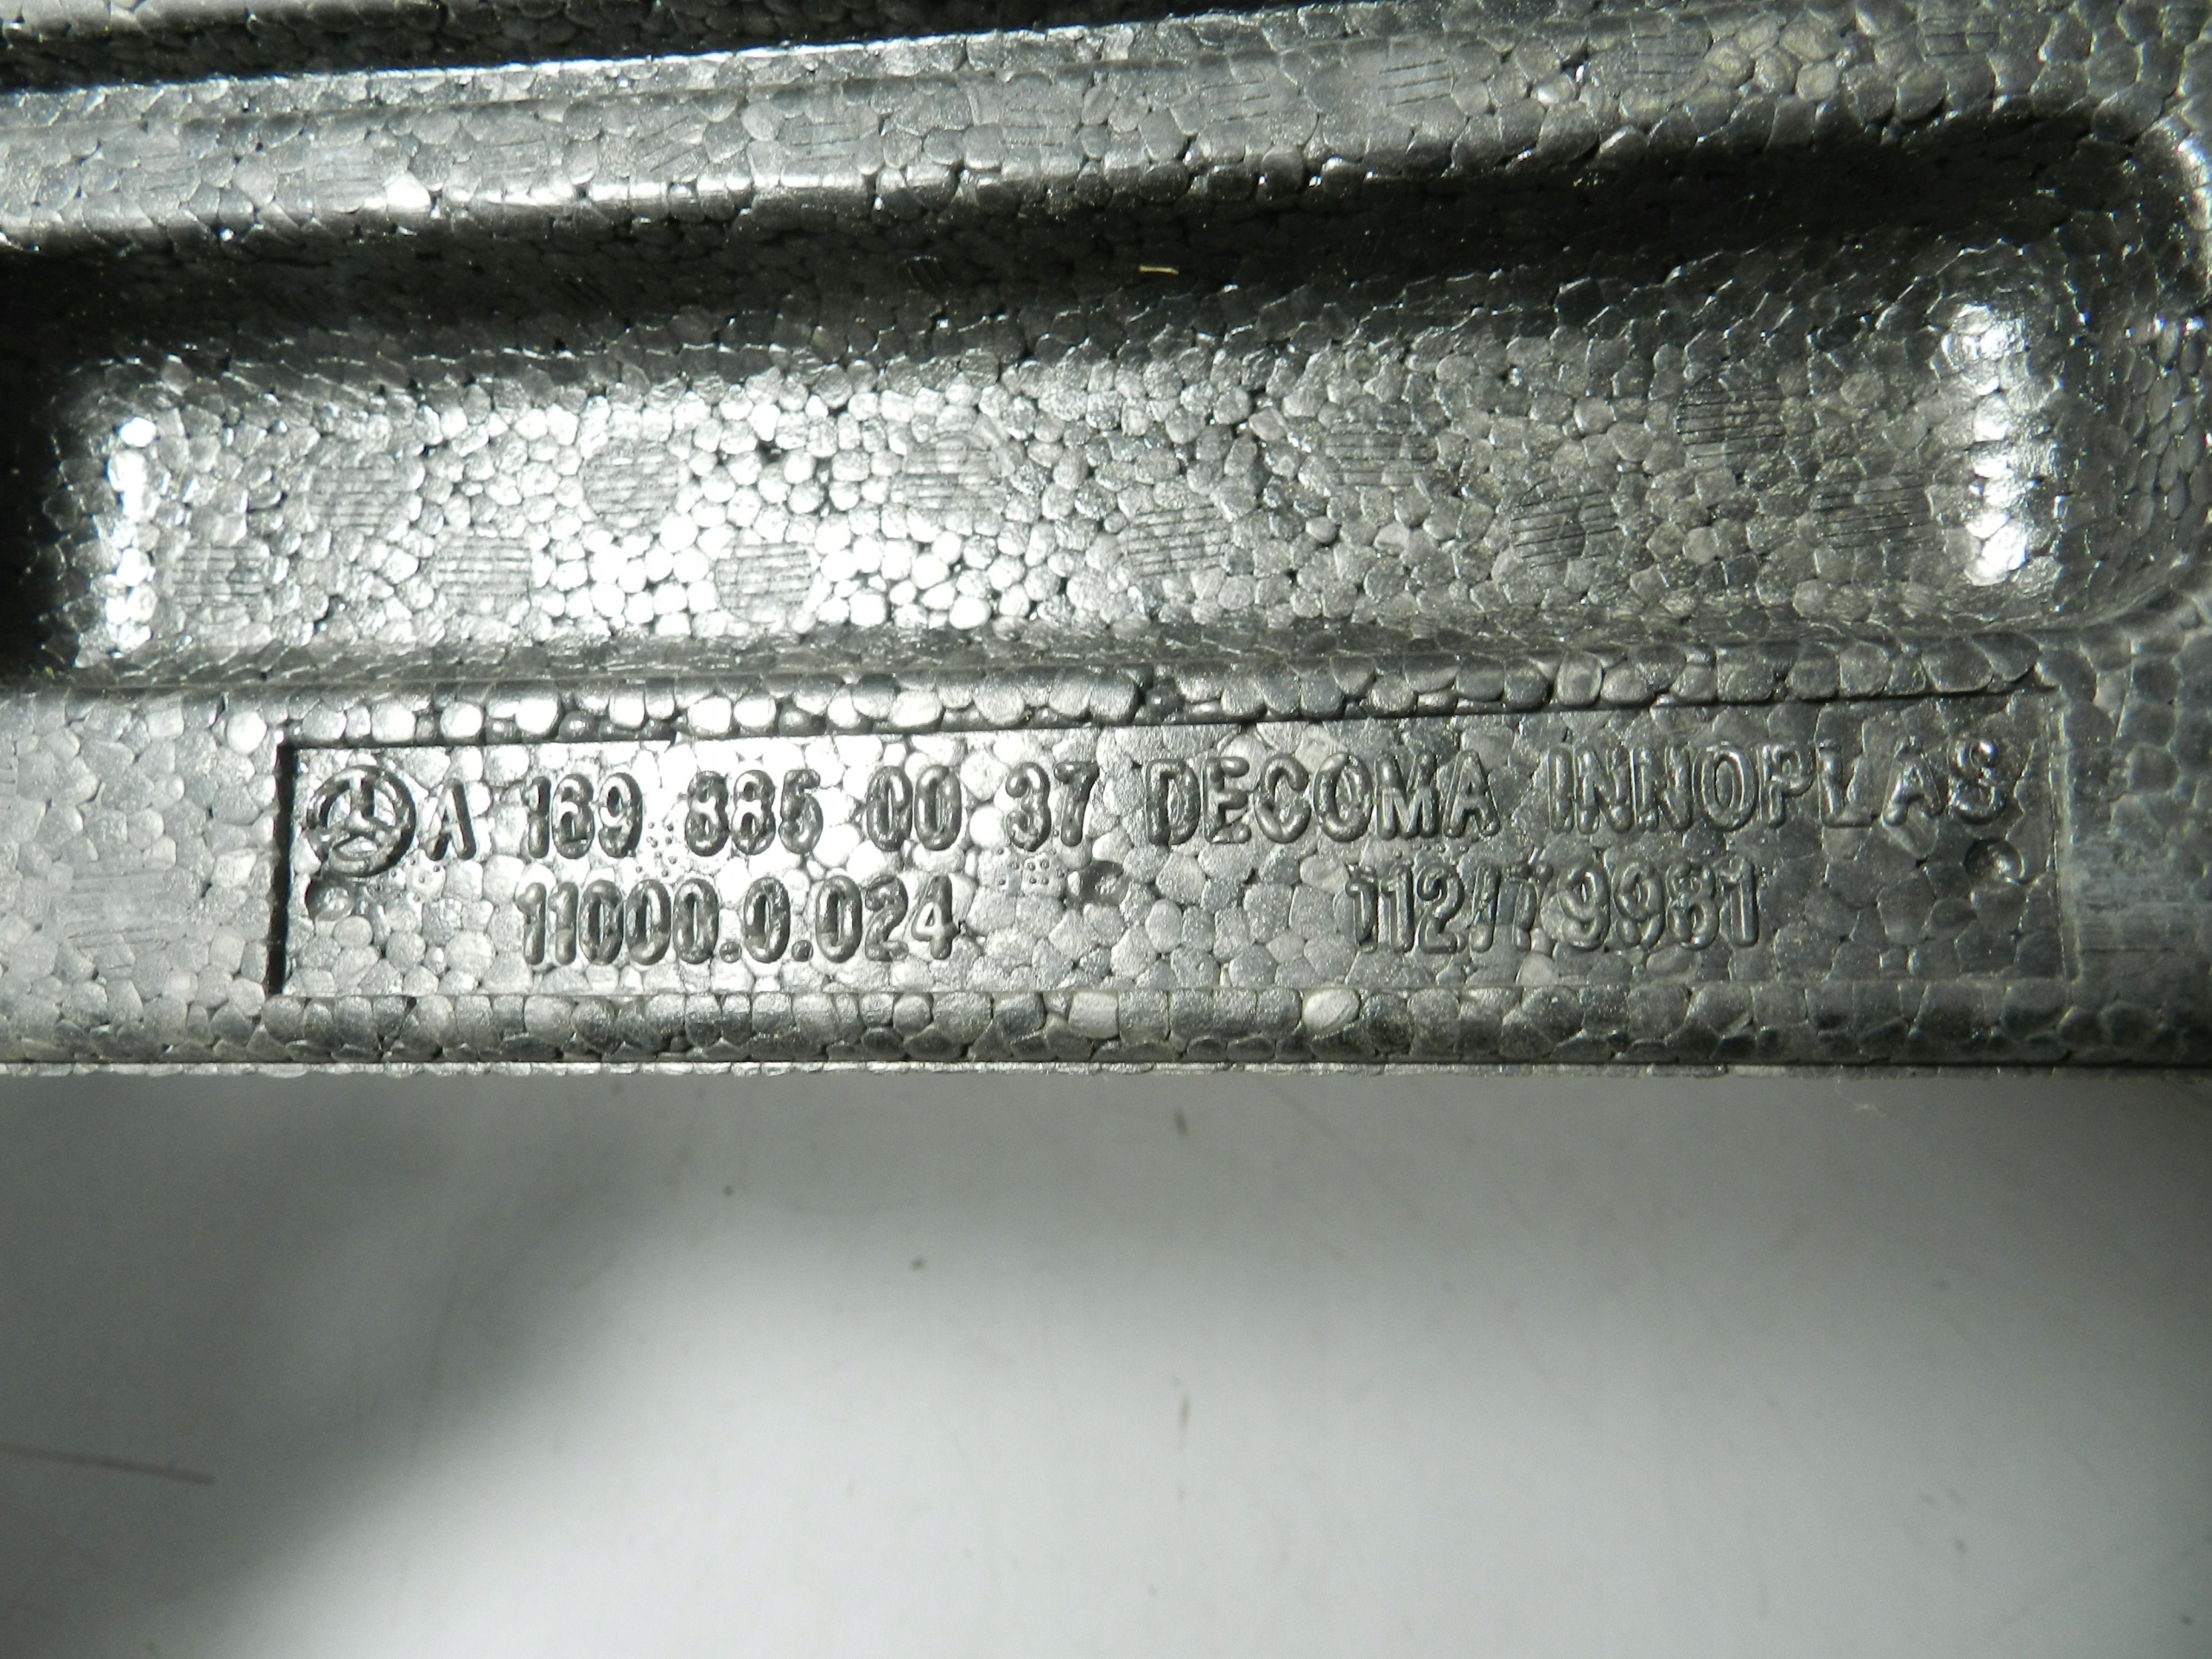 A 169 885 00 37 DECOMA INNOPLAS
11000.0.024 112/79981